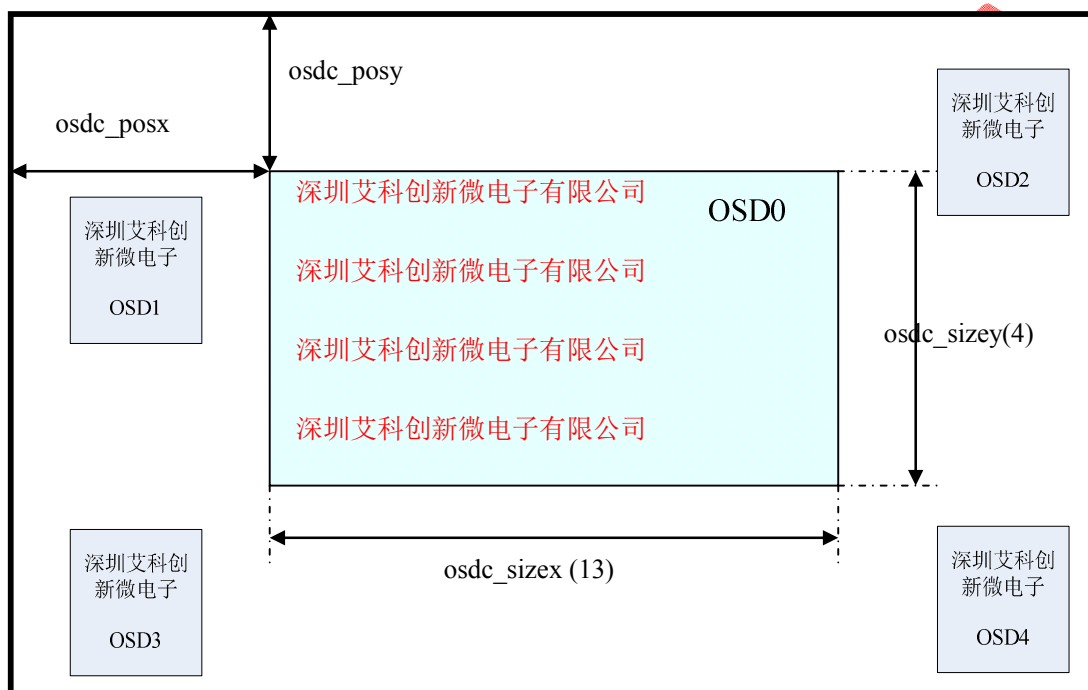 osdc_posy
osdc_posx
深圳艾科创
新微电子
OSD2
深圳艾科创新微电子有限公司
OSD0
深圳艾科创
新微电子
OSD1
深圳艾科创新微电子有限公司
深圳艾科创新微电子有限公司
深圳艾科创新微电子有限公司
osdc_sizey(4)
osdc_sizex (13)
深圳艾科创
新微电子
OSD3
深圳艾科创
新微电子
OSD4